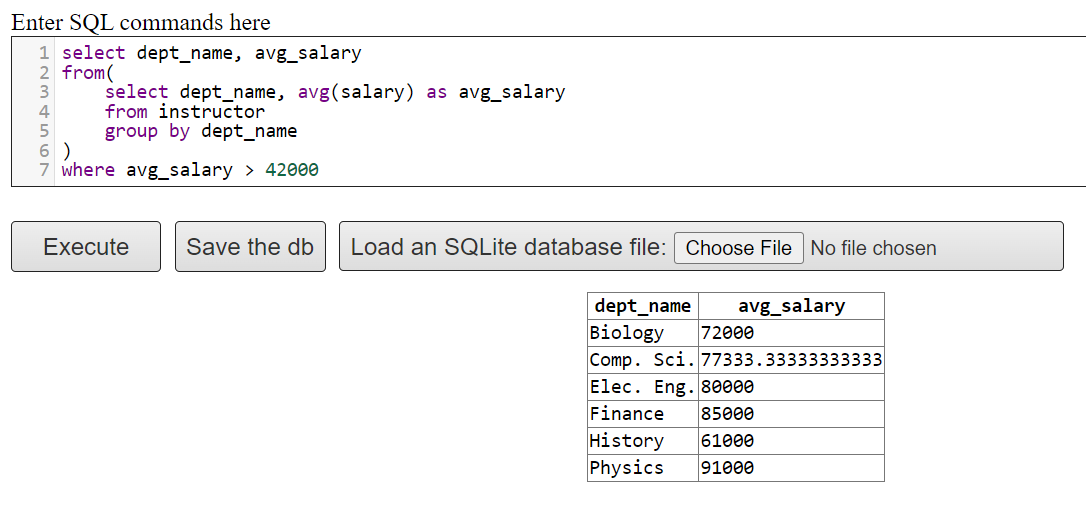 Enter SQL commands here
1 select dept_name, avg_salary
2 from(
3     select dept_name, avg(salary) as avg_salary
4     from instructor
5     group by dept_name
6 )
7 where avg_salary > 42000
Execute Save the db Load an SQLite database file: Choose File No file chosen
dept_name avg_salary
Biology 72000
Comp. Sci. 77333.33333333333
Elec. Eng. 80000
Finance 85000
History 61000
Physics 91000